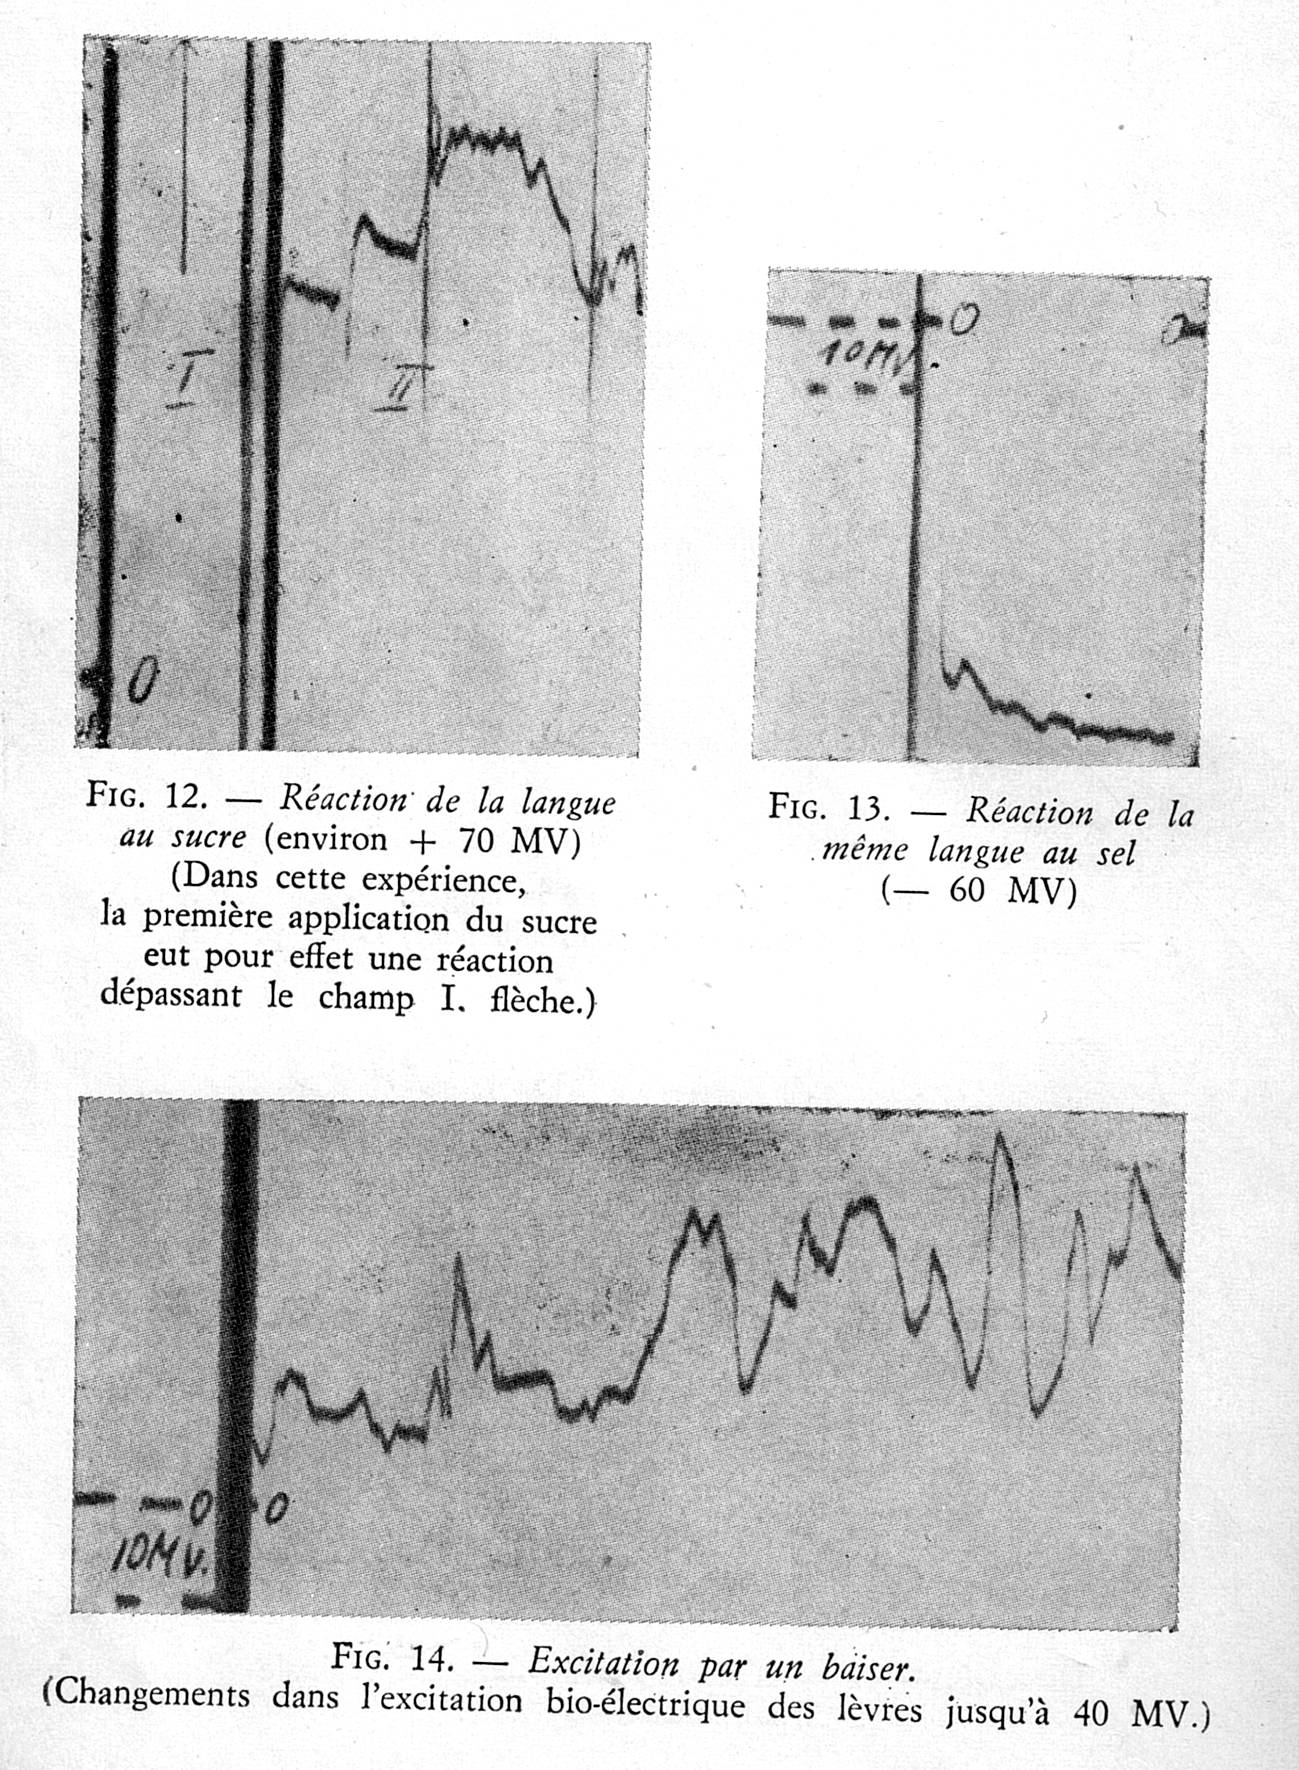 I
II
0
0
10MV.
0
FIG. 12. — Réaction de la langue
au sucre (environ + 70 MV)
(Dans cette expérience,
la première application du sucre
eut pour effet une réaction
dépassant le champ I. flèche.)
FIG. 13. — Réaction de la
même langue au sel
(— 60 MV)
0 0
10MV.
FIG. 14. — Excitation par un baiser.
(Changements dans l'excitation bio-électrique des lèvres jusqu'à 40 MV.)